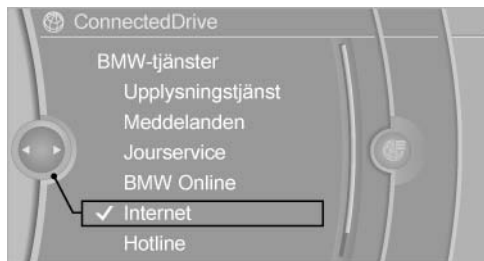 ConnectedDrive
BMW-tjänster
Upplysningstjänst
Meddelanden
Jourservice
BMW Online
Internet
Hotline